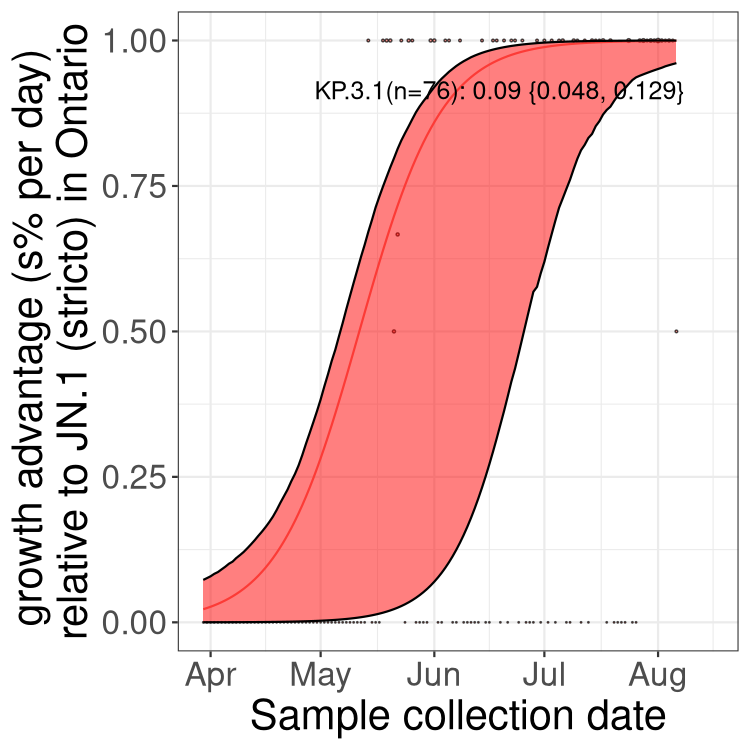 growth advantage (s% per day)
relative to JN.1 (stricto) in Ontario
1.00
0.75
0.50
0.25
0.00
KP.3.1(n=76): 0.09 {0.048, 0.129}
Apr May Jun Jul Aug
Sample collection date